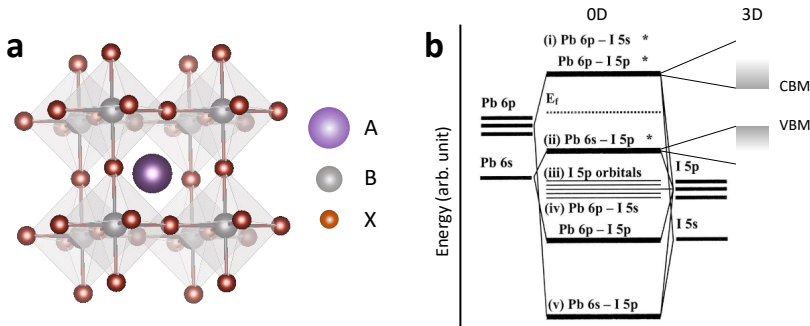 a
A
B
X
b
0D
3D
Energy (arb. unit)
(i) Pb 6p – I 5s *
Pb 6p – I 5p *
CBM
E_f
Pb 6p
VBM
(ii) Pb 6s – I 5p *
Pb 6s
(iii) I 5p orbitals
I 5p
(iv) Pb 6p – I 5s
Pb 6p – I 5p
I 5s
(v) Pb 6s – I 5p